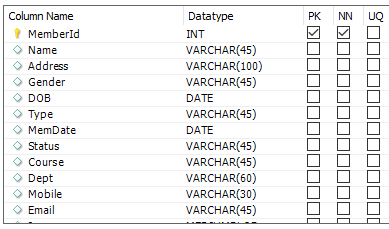 Column Name Datatype PK NN UQ
MemberId INT
Name VARCHAR(45)
Address VARCHAR(100)
Gender VARCHAR(45)
DOB DATE
Type VARCHAR(45)
MemDate DATE
Status VARCHAR(45)
Course VARCHAR(45)
Dept VARCHAR(60)
Mobile VARCHAR(30)
Email VARCHAR(45)